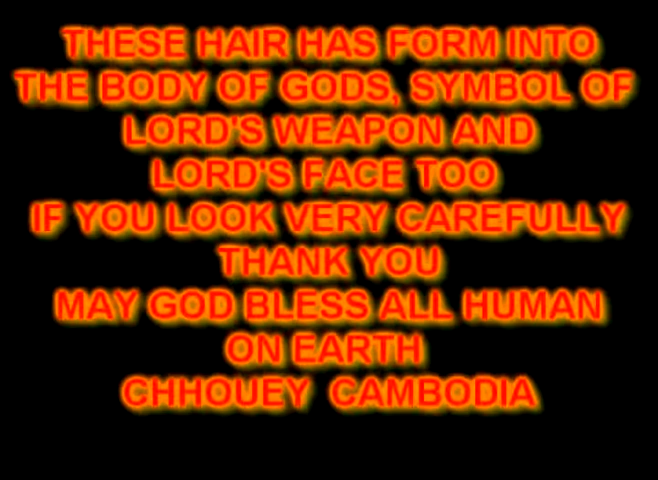 THESE HAIR HAS FORM INTO
THE BODY OF GODS, SYMBOL OF
LORD'S WEAPON AND
LORD'S FACE TOO
IF YOU LOOK VERY CAREFULLY
THANK YOU
MAY GOD BLESS ALL HUMAN
ON EARTH
CHHOUEY CAMBODIA